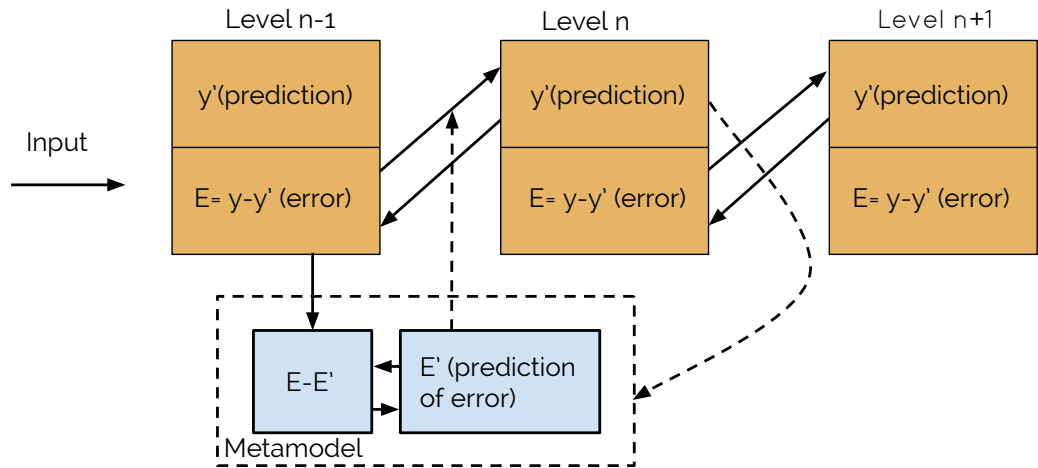 Level n-1
Level n
Level n+1
y'(prediction)
y'(prediction)
y'(prediction)
Input
E= y-y' (error)
E= y-y' (error)
E= y-y' (error)
E-E'
E' (prediction
of error)
Metamodel